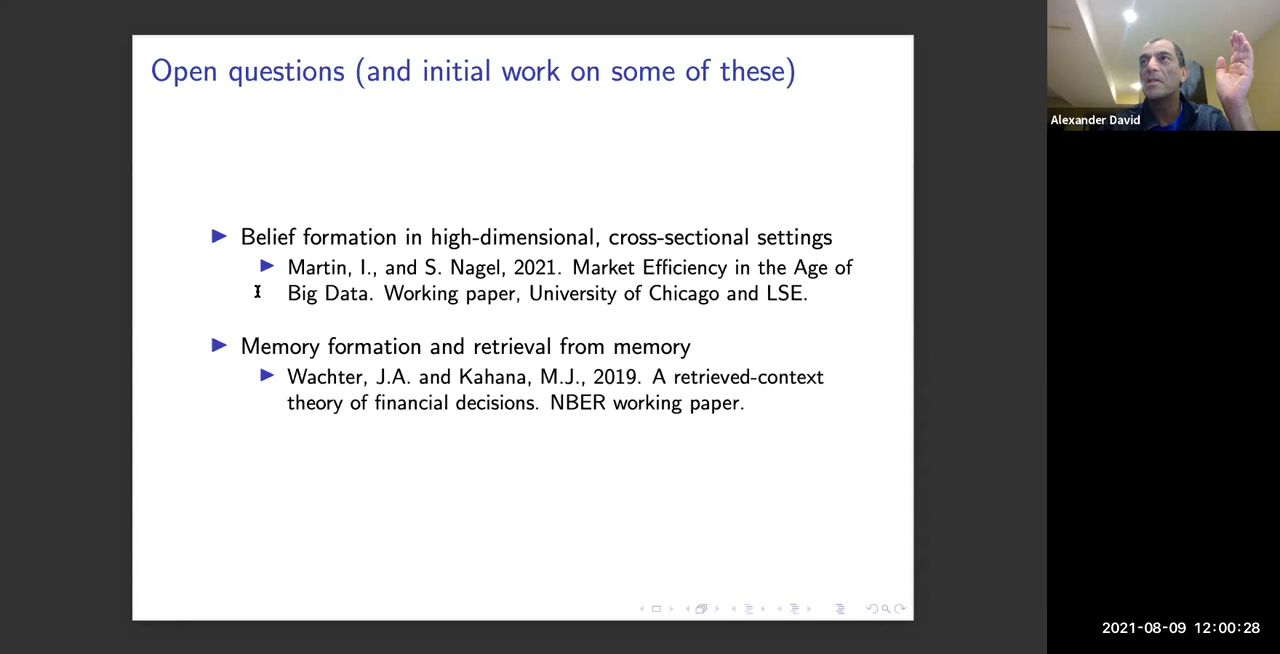 Open questions (and initial work on some of these)
Belief formation in high-dimensional, cross-sectional settings
Martin, I., and S. Nagel, 2021. Market Efficiency in the Age of
Big Data. Working paper, University of Chicago and LSE.
Memory formation and retrieval from memory
Wachter, J.A. and Kahana, M.J., 2019. A retrieved-context
theory of financial decisions. NBER working paper.
Alexander David
2021-08-09 12:00:28